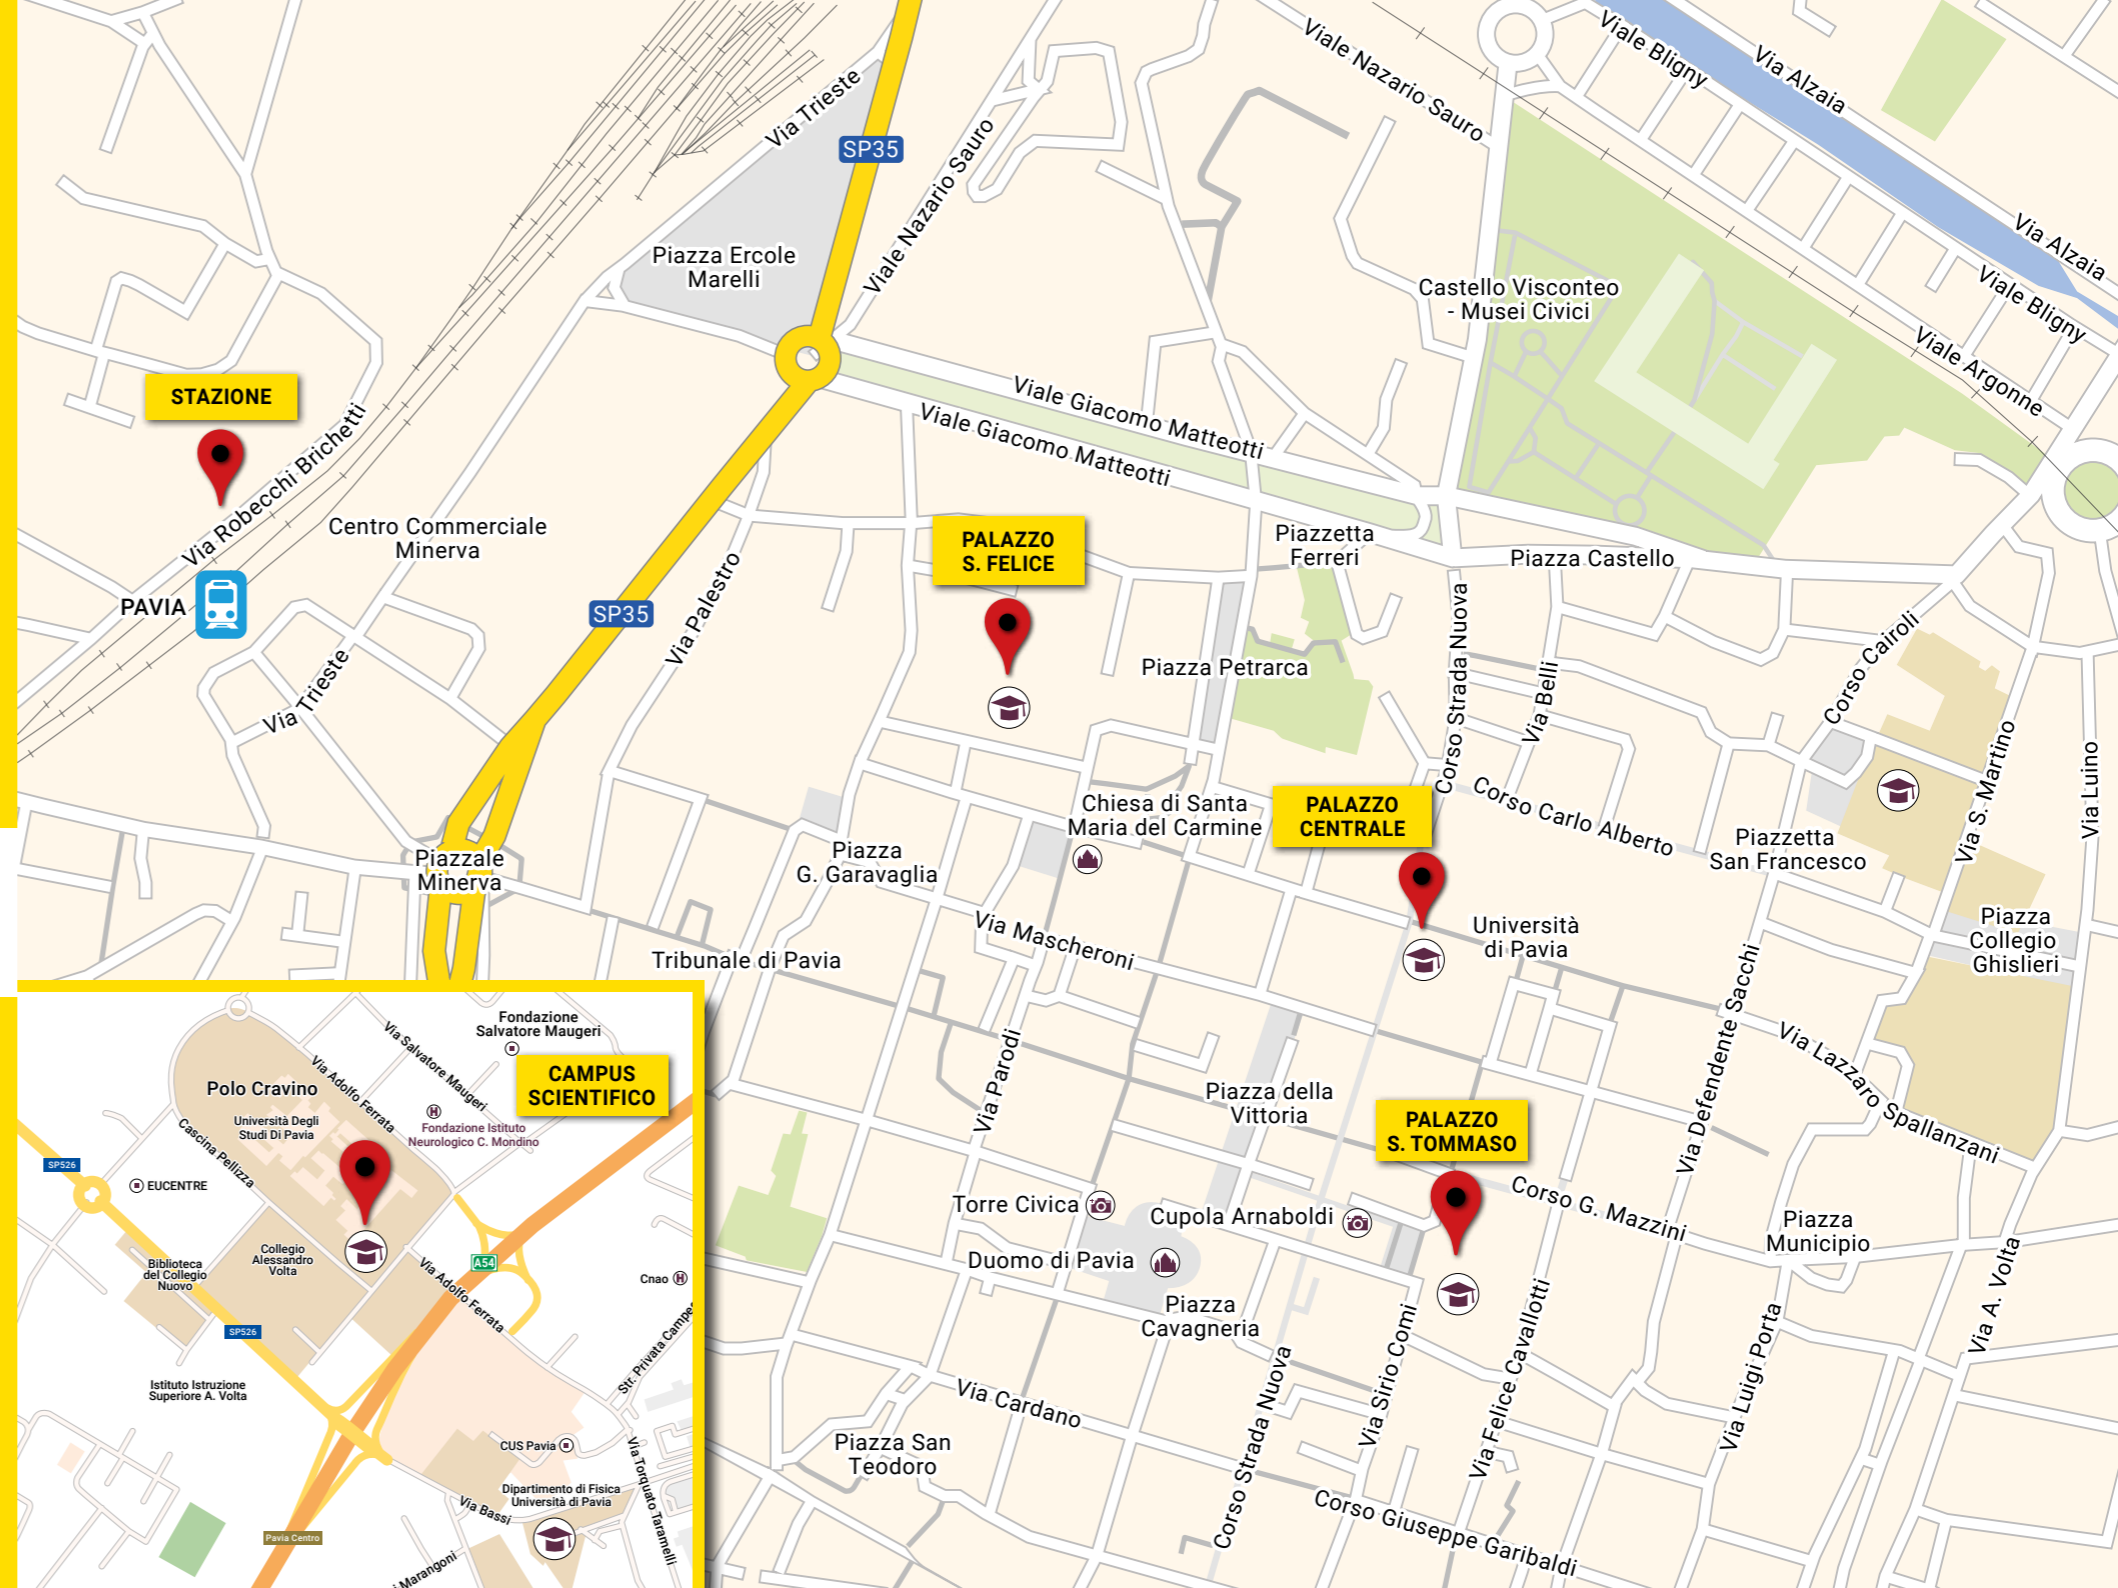 Viale Nazario Sauro
Viale Bligny
Via Alzaia
Via Trieste
SP35
Viale Nazario Sauro
Via Alzaia
Piazza Ercole
Marelli
Castello Visconteo
- Musei Civici
Viale Bligny
Viale Argonne
STAZIONE
Via Robecchi Brichetti
Viale Giacomo Matteotti
Viale Giacomo Matteotti
Centro Commerciale
Minerva
PALAZZO
S. FELICE
Piazzetta
Ferreri
Piazza Castello
PAVIA
SP35
Via Palestro
Via Trieste
Piazza Petrarca
Corso Strada Nuova
Via Belli
Corso Cairoli
Via S. Martino
Via Luino
Chiesa di Santa
Maria del Carmine
PALAZZO
CENTRALE
Corso Carlo Alberto
Piazzetta
San Francesco
Piazzale
Minerva
Piazza
G. Garavaglia
Via Mascheroni
Università
di Pavia
Piazza
Collegio
Ghislieri
Tribunale di Pavia
Via Defendente Sacchi
Via Lazzaro Spallanzani
Via Parodi
Piazza della
Vittoria
PALAZZO
S. TOMMASO
Torre Civica
Cupola Arnaboldi
Corso G. Mazzini
Piazza
Municipio
Duomo di Pavia
Piazza
Cavagneria
Via A. Volta
Via Luigi Porta
Via Felice Cavallotti
Via Sirio Comi
Corso Strada Nuova
Via Cardano
Piazza San
Teodoro
Corso Giuseppe Garibaldi
Fondazione
Salvatore Maugeri
Via Salvatore Maugeri
CAMPUS
SCIENTIFICO
Via Adolfo Ferrata
Polo Cravino
Università Degli
Studi Di Pavia
H
Fondazione Istituto
Neurologico C. Mondino
Cascina Pellizza
SP526
EUCENTRE
Collegio
Alessandro
Volta
Biblioteca
del Collegio
Nuovo
A54
Via Adolfo Ferrata
Cnao
H
SP526
Str. Privata Campe
Istituto Istruzione
Superiore A. Volta
CUS Pavia
Via Torquato Taramelli
Dipartimento di Fisica
Università di Pavia
Via Bassi
Pavia Centro
i Marangoni